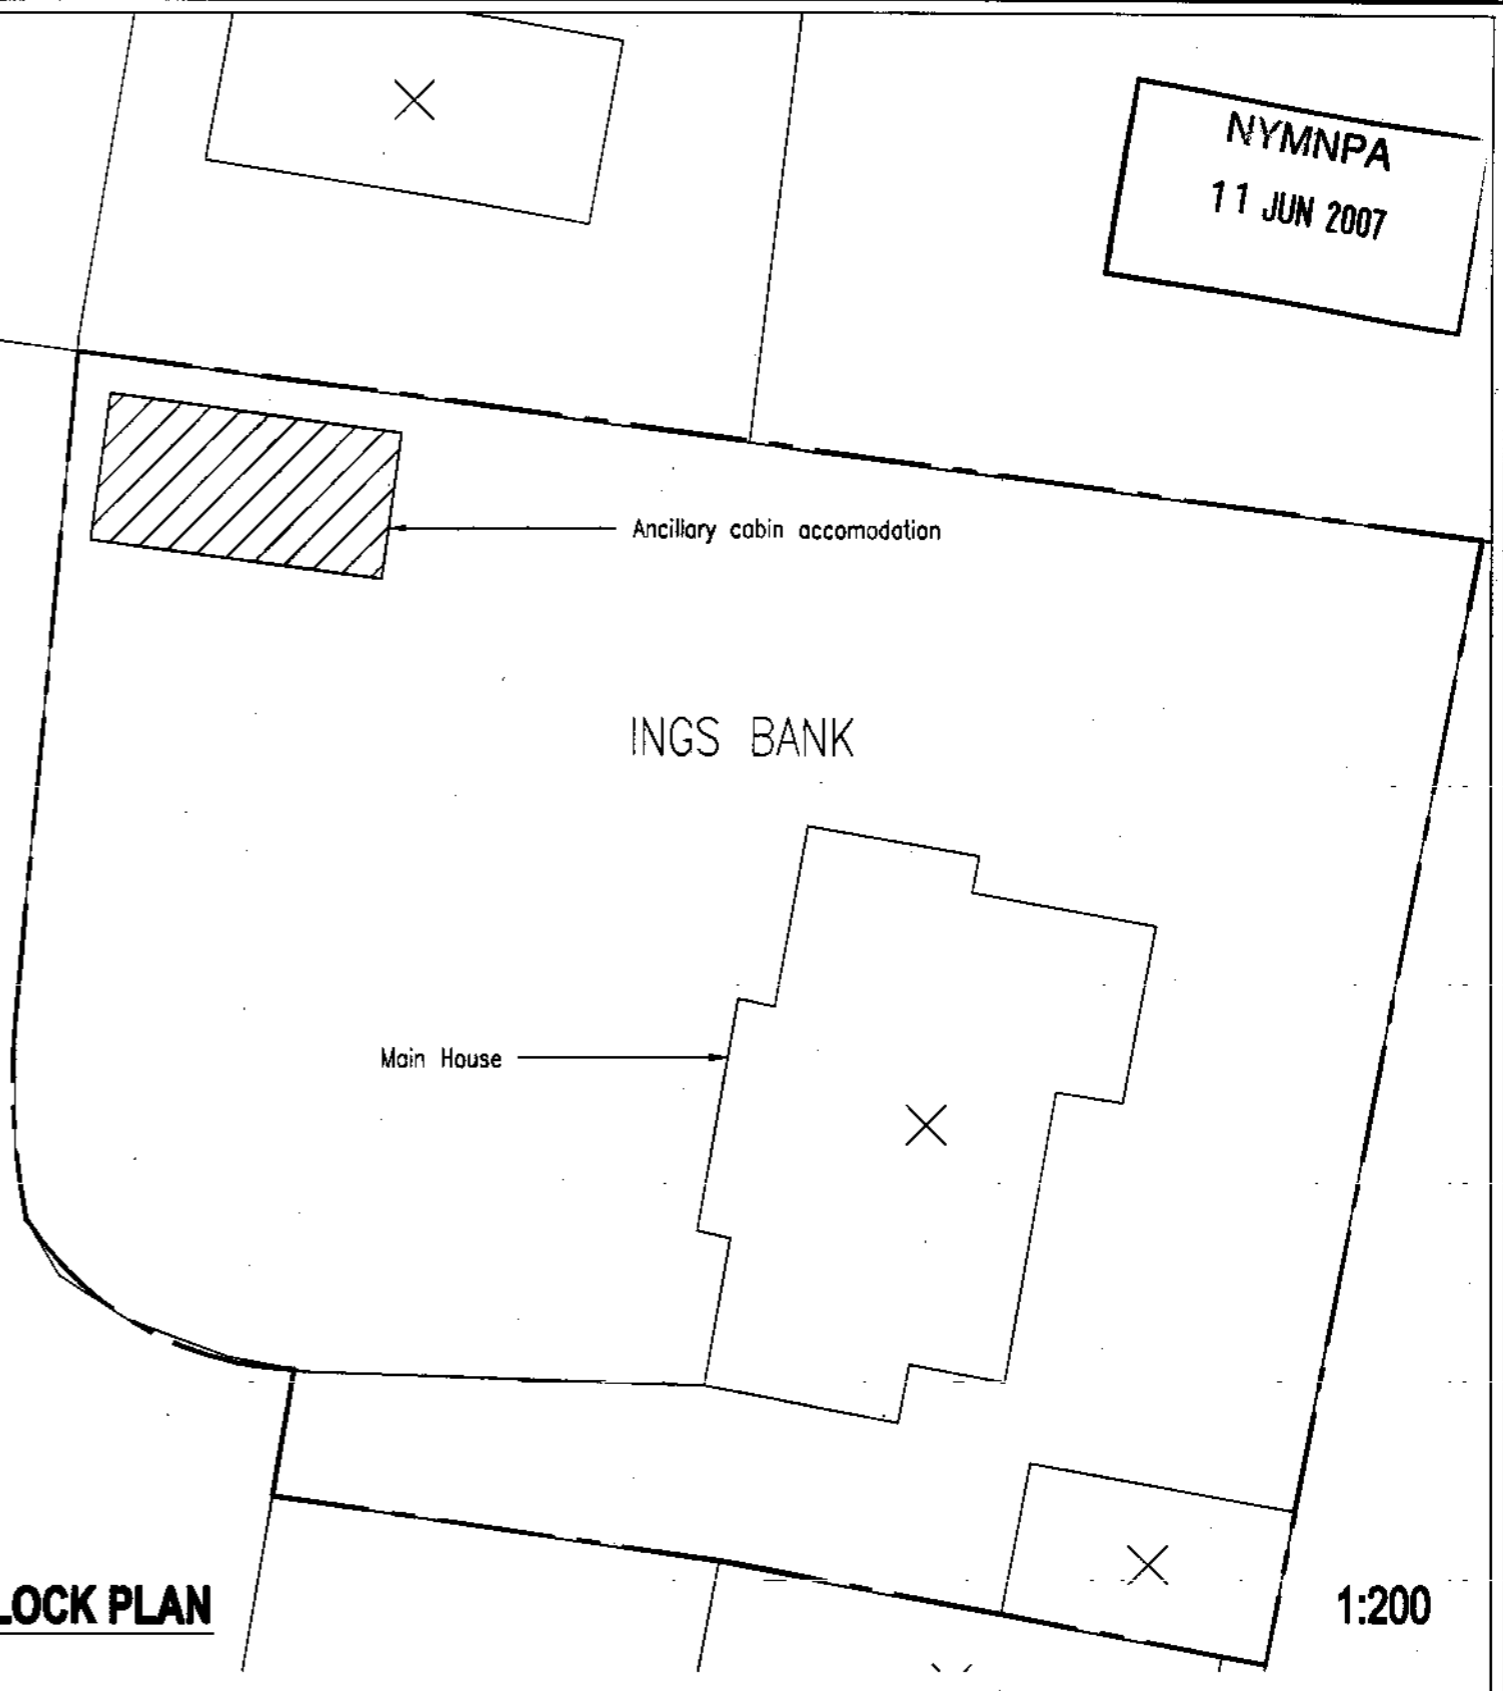 NYMNPA
11 JUN 2007
Ancillary cabin accomodation
INGS BANK
Main House
LOCK PLAN
1:200